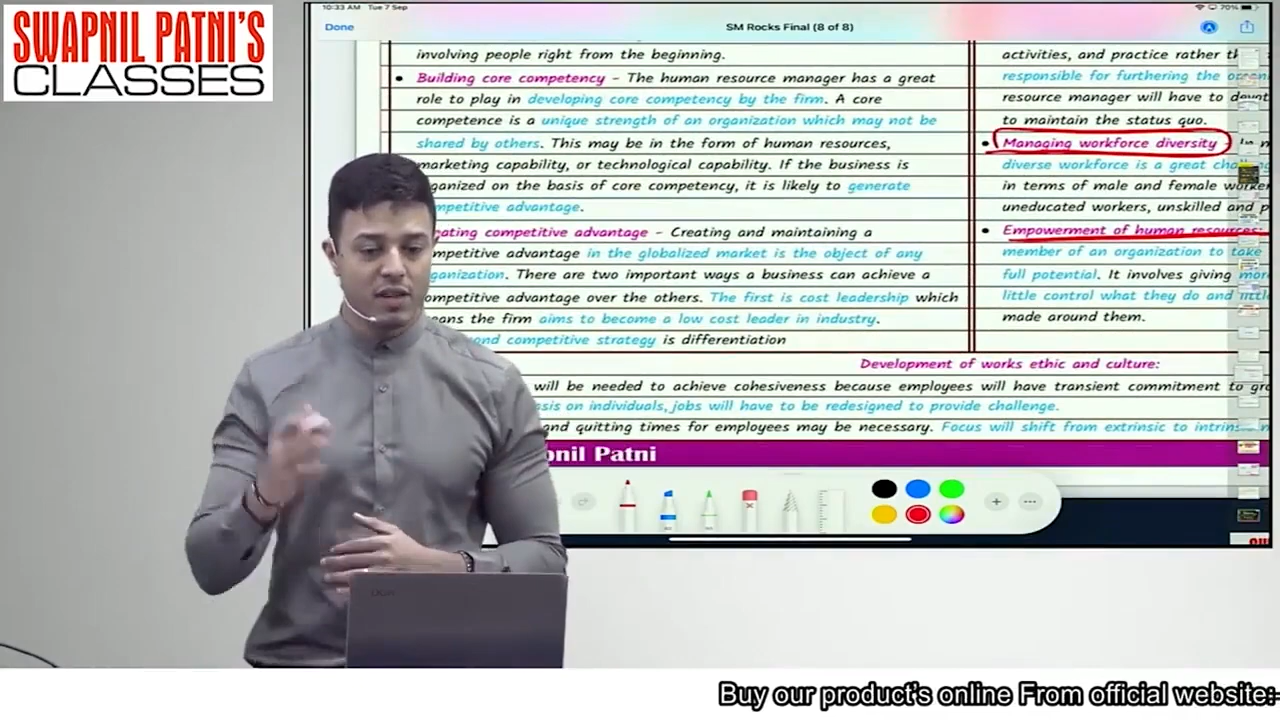 SWAPNIL PATNI'S
CLASSES
10:33 AM Tue 7 Sep
70%
Done
SM Rocks Final (8 of 8)
involving people right from the beginning.
• Building core competency – The human resource manager has a great
role to play in developing core competency by the firm. A core
competence is a unique strength of an organization which may not be
shared by others. This may be in the form of human resources,
marketing capability, or technological capability. If the business is
organized on the basis of core competency, it is likely to generate
competitive advantage.
competitive advantage – Creating and maintaining a
competitive advantage in the globalized market is the object of any
There are two important ways a business can achieve a
competitive advantage over the others. The first is cost leadership which
the firm aims to become a low cost leader in industry.
competitive strategy is differentiation
activities, and practice rather
responsible for furthering the
resource manager will have to
to maintain the status quo.
• Managing workforce diversity
diverse workforce is a great
in terms of male and female
uneducated workers, unskilled and
• Empowerment of human resources:
member of an organization to take
full potential. It involves giving more
little control what they do and
made around them.
Development of works ethic and culture:
will be needed to achieve cohesiveness because employees will have transient commitment to
on individuals, jobs will have to be redesigned to provide challenge.
and quitting times for employees may be necessary. Focus will shift from extrinsic to
Patni
Buy our product's online From official website:-